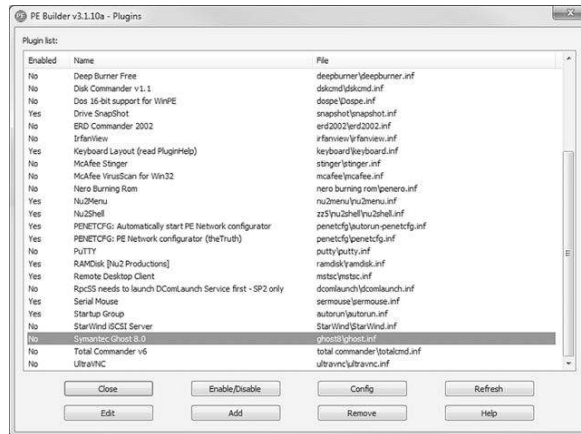 PE Builder v3.1.10a - Plugins
Plugin list:
Enabled Name File
No Deep Burner Free deepburner\deepburner.inf
No Disk Commander v1.1 dskcmd\dskcmd.inf
No Dos 16-bit support for WinPE dospe\Dospe.inf
Yes Drive SnapShot snapshot\snapshot.inf
No ERD Commander 2002 erd2002\erd2002.inf
No IrfanView irfanview\irfanview.inf
Yes Keyboard Layout (read PluginHelp) keyboard\keyboard.inf
No McAfee Stinger stinger\stinger.inf
No McAfee VirusScan for Win32 mcafee\mcafee.inf
No Nero Burning Rom nero burning rom\penero.inf
Yes Nu2Menu nu2menu\nu2menu.inf
Yes Nu2Shell zz5\nu2shell\nu2shell.inf
Yes PENETCFG: Automatically start PE Network configurator penetcfg\autorun-penetcfg.inf
Yes PENETCFG: PE Network configurator (theTruth) penetcfg\penetcfg.inf
No PuTTY putty\putty.inf
Yes RAMDisk [Nu2 Productions] ramdisk\ramdisk.inf
Yes Remote Desktop Client mstsc\mstsc.inf
No RpcSS needs to launch DComLaunch Service first - SP2 only dcomlaunch\dcomlaunch.inf
Yes Serial Mouse sermouse\sermouse.inf
Yes Startup Group autorun\autorun.inf
No StarWind iSCSI Server StarWind\StarWind.inf
No Symantec Ghost 8.0 ghost8\ghost.inf
No Total Commander v6 total commander\totalcmd.inf
No UltraVNC ultravnc\ultravnc.inf
Close Enable/Disable Config Refresh
Edit Add Remove Help